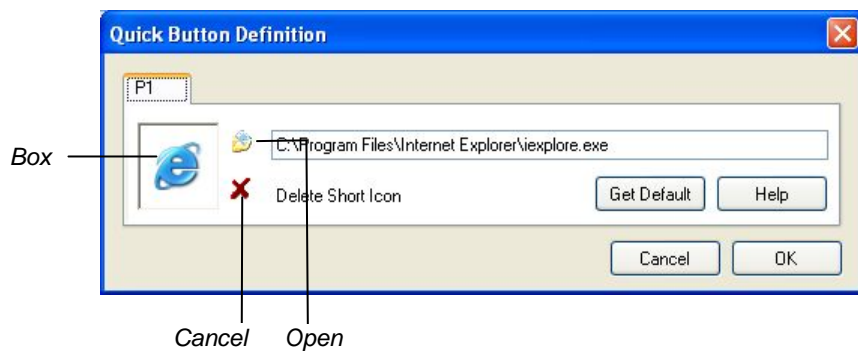 Quick Button Definition
P1
Box
C:\Program Files\Internet Explorer\iexplore.exe
Delete Short Icon
Get Default
Help
Cancel
OK
Cancel Open